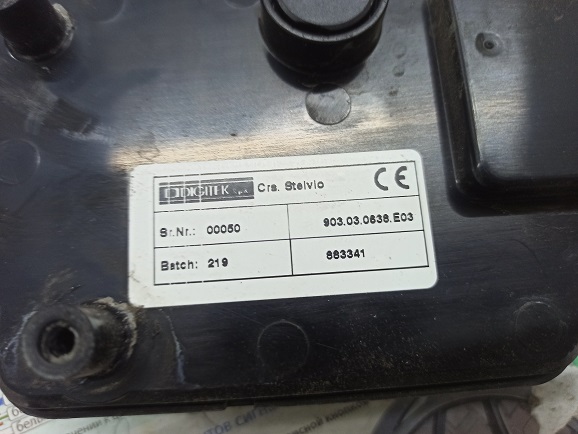 DIGITEK S.p.A. Crs. Stelvio CE
Sr.Nr.: 00050 903.03.0636.E03
Batch: 219 883341